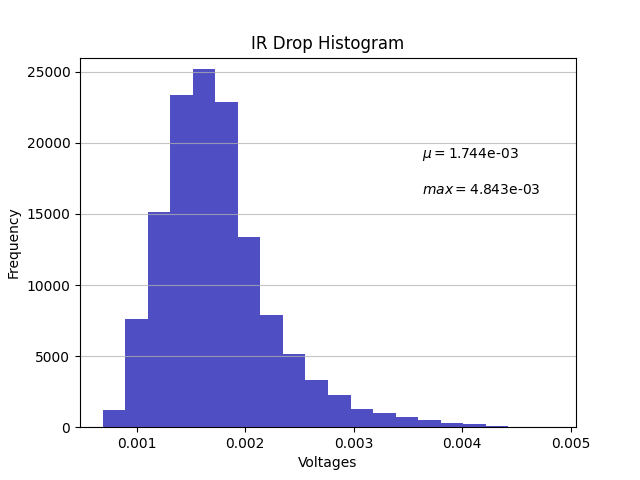 IR Drop Histogram
25000
20000
15000
10000
5000
0
Frequency
μ = 1.744e-03
max = 4.843e-03
0.001 0.002 0.003 0.004 0.005
Voltages